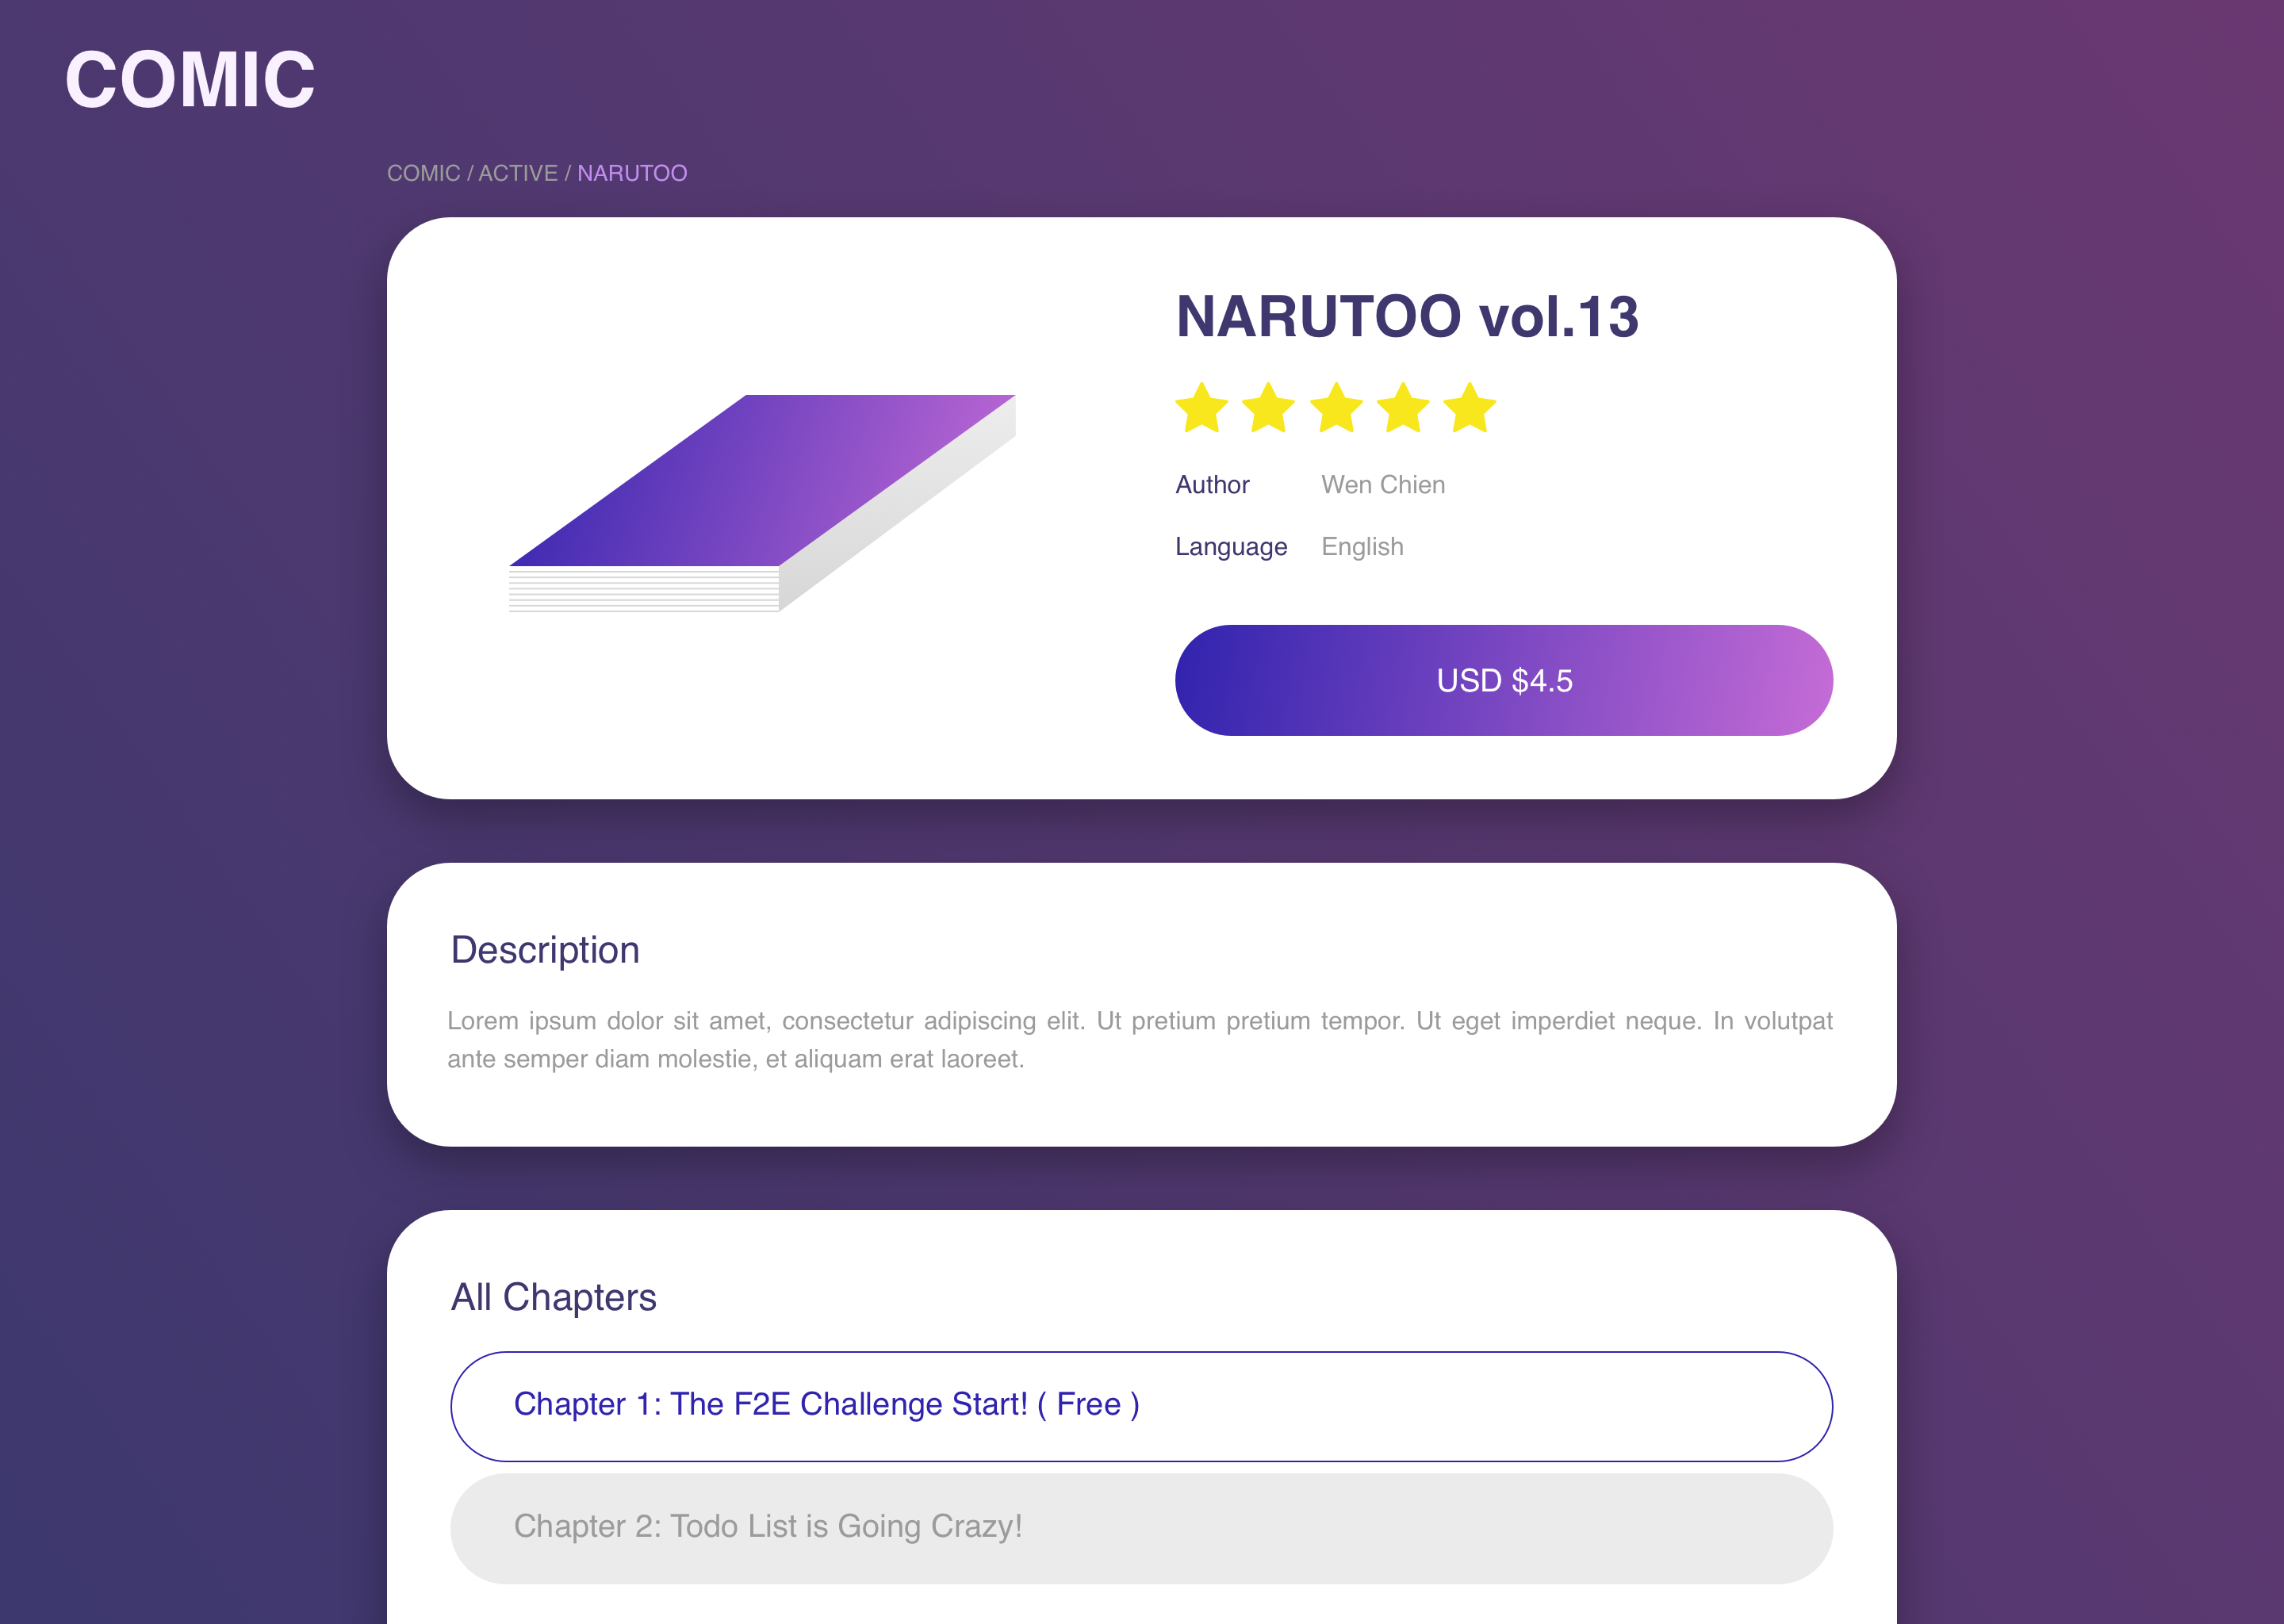 COMIC
COMIC / ACTIVE / NARUTOO
NARUTOO vol.13
Author Wen Chien
Language English
USD $4.5
Description
Lorem ipsum dolor sit amet, consectetur adipiscing elit. Ut pretium pretium tempor. Ut eget imperdiet neque. In volutpat
ante semper diam molestie, et aliquam erat laoreet.
All Chapters
Chapter 1: The F2E Challenge Start! ( Free )
Chapter 2: Todo List is Going Crazy!